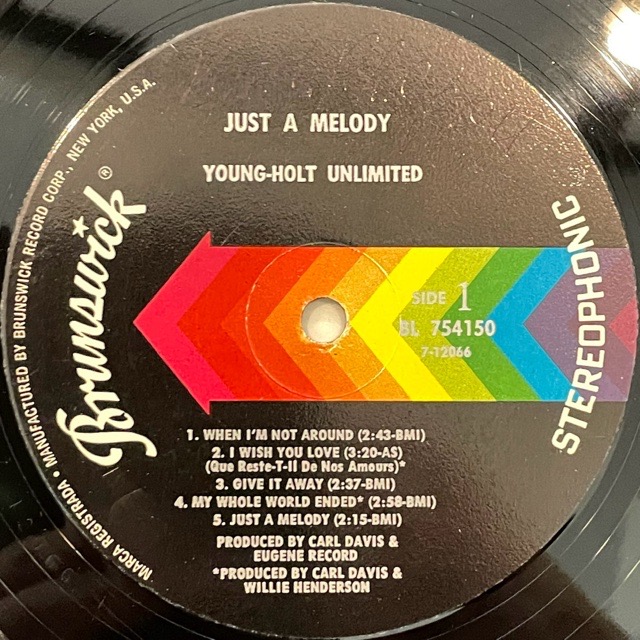 JUST A MELODY
YOUNG-HOLT UNLIMITED
Brunswick®
STEREOPHONIC
SIDE 1
BL 754150
7-12066
1. WHEN I'M NOT AROUND (2:43-BMI)
2. I WISH YOU LOVE (3:20-AS)
(Que Reste-T-Il De Nos Amours)*
3. GIVE IT AWAY (2:37-BMI)
4. MY WHOLE WORLD ENDED* (2:58-BMI)
5. JUST A MELODY (2:15-BMI)
PRODUCED BY CARL DAVIS &
EUGENE RECORD
*PRODUCED BY CARL DAVIS &
WILLIE HENDERSON
MARCA REGISTRADA • MANUFACTURED BY BRUNSWICK RECORD CORP., NEW YORK, U.S.A.